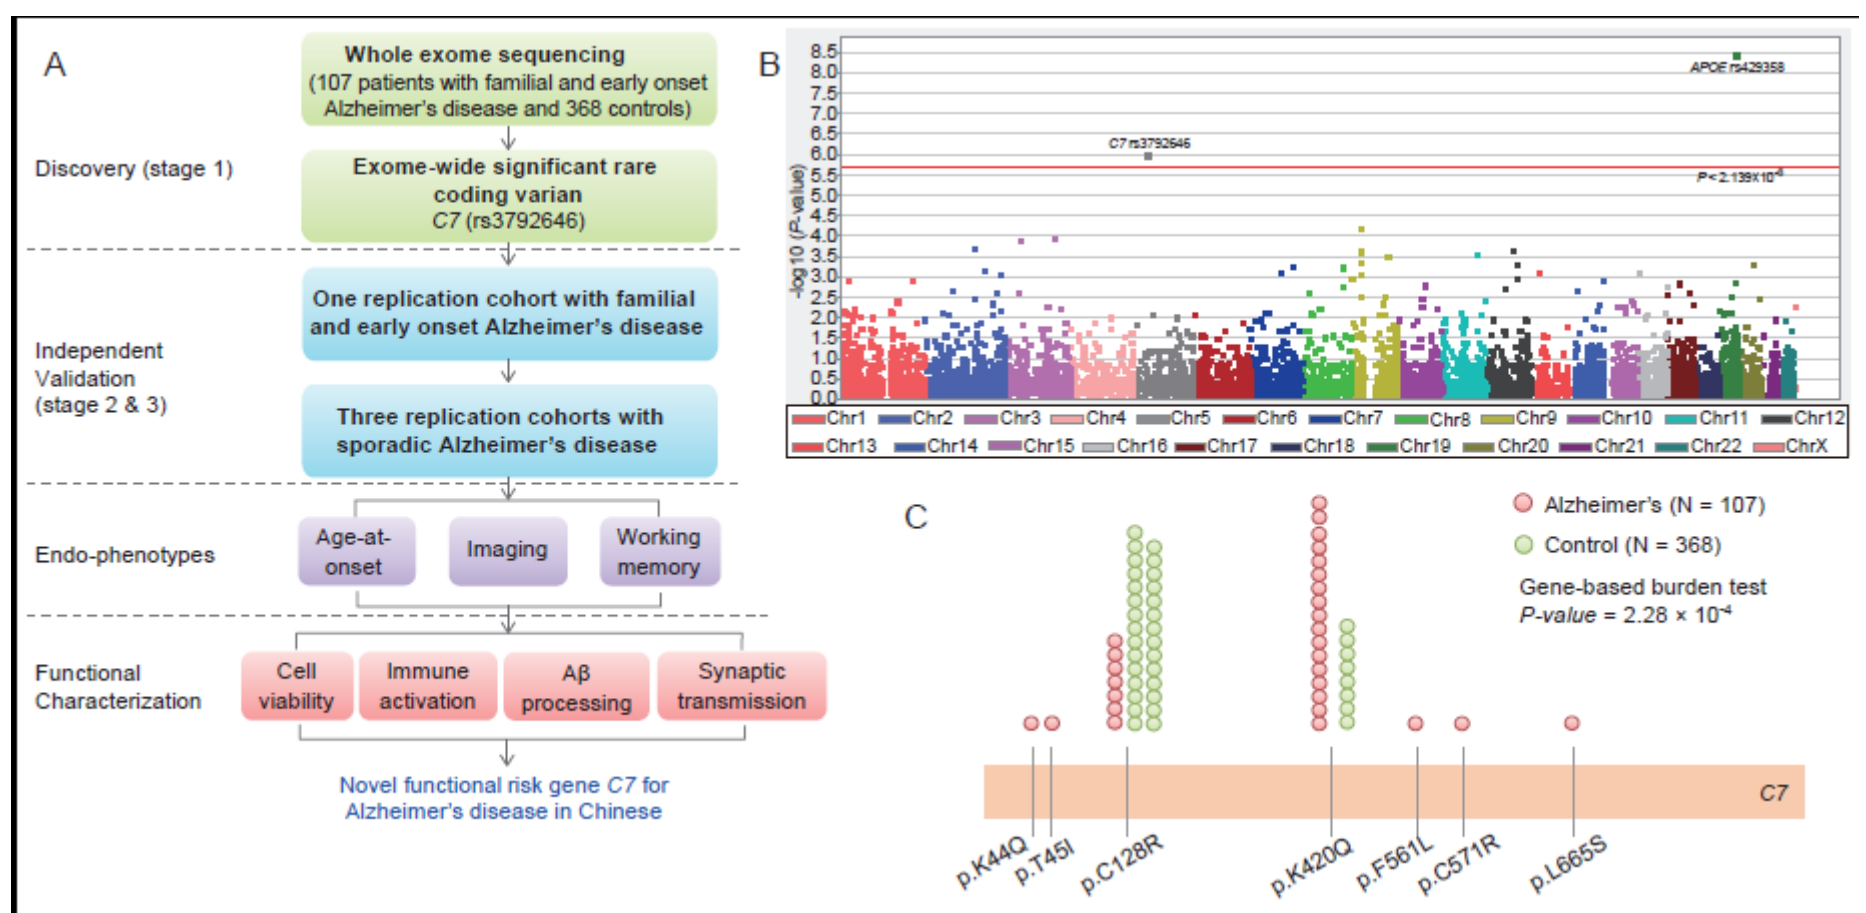 A
Whole exome sequencing
(107 patients with familial and early onset
Alzheimer's disease and 368 controls)
Discovery (stage 1)
Exome-wide significant rare
coding varian
C7 (rs3792646)
One replication cohort with familial
and early onset Alzheimer's disease
Independent
Validation
(stage 2 & 3)
Three replication cohorts with
sporadic Alzheimer's disease
Endo-phenotypes
Age-at-
onset
Imaging
Working
memory
Functional
Characterization
Cell
viability
Immune
activation
Aβ
processing
Synaptic
transmission
Novel functional risk gene C7 for
Alzheimer's disease in Chinese
B
-log10 (P-value)
8.5
8.0
7.5
7.0
6.5
6.0
5.5
5.0
4.5
4.0
3.5
3.0
2.5
2.0
1.5
1.0
0.5
0.0
APOE rs429358
C7 rs3792646
P < 2.139X10⁻⁶
Chr1 Chr2 Chr3 Chr4 Chr5 Chr6 Chr7 Chr8 Chr9 Chr10 Chr11 Chr12
Chr13 Chr14 Chr15 Chr16 Chr17 Chr18 Chr19 Chr20 Chr21 Chr22 ChrX
C
Alzheimer's (N = 107)
Control (N = 368)
Gene-based burden test
P-value = 2.28 × 10⁻⁴
C7
p.K44Q
p.T45I
p.C128R
p.K420Q
p.F561L
p.C571R
p.L665S